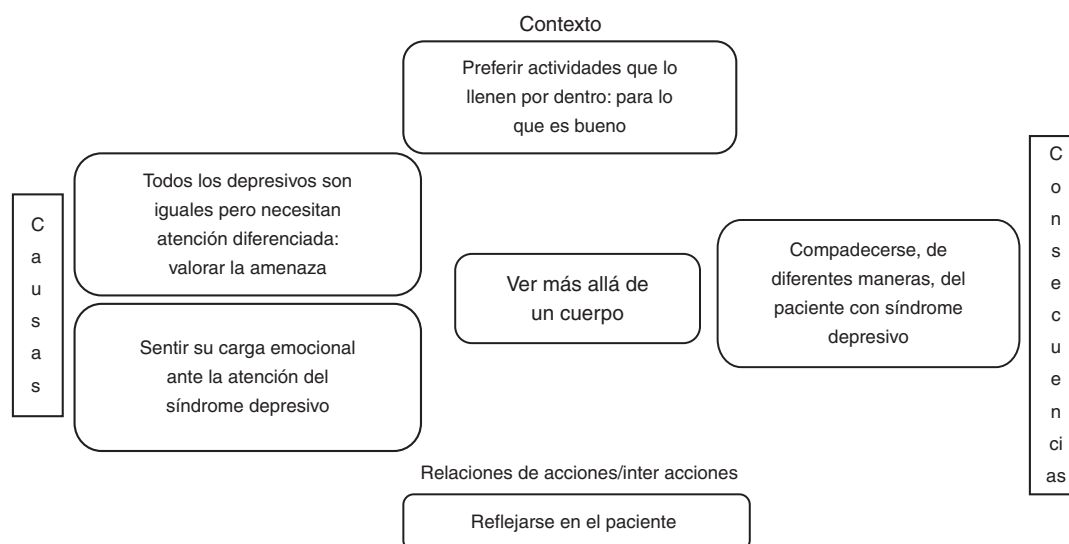 Contexto
Preferir actividades que lo
llenen por dentro: para lo
que es bueno
Causas
Todos los depresivos son
iguales pero necesitan
atención diferenciada:
valorar la amenaza
Sentir su carga emocional
ante la atención del
síndrome depresivo
Ver más allá de
un cuerpo
Compadecerse, de
diferentes maneras, del
paciente con síndrome
depresivo
Consecuencias
Relaciones de acciones/inter acciones
Reflejarse en el paciente